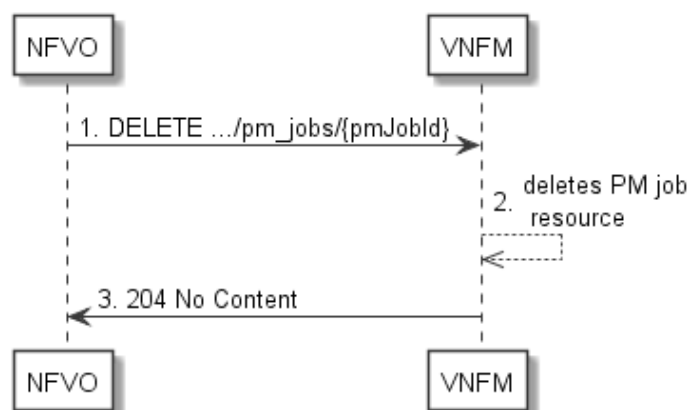 NFVO
VNFM
1. DELETE .../pm_jobs/{pmJobId}
2. deletes PM job
resource
3. 204 No Content
NFVO
VNFM